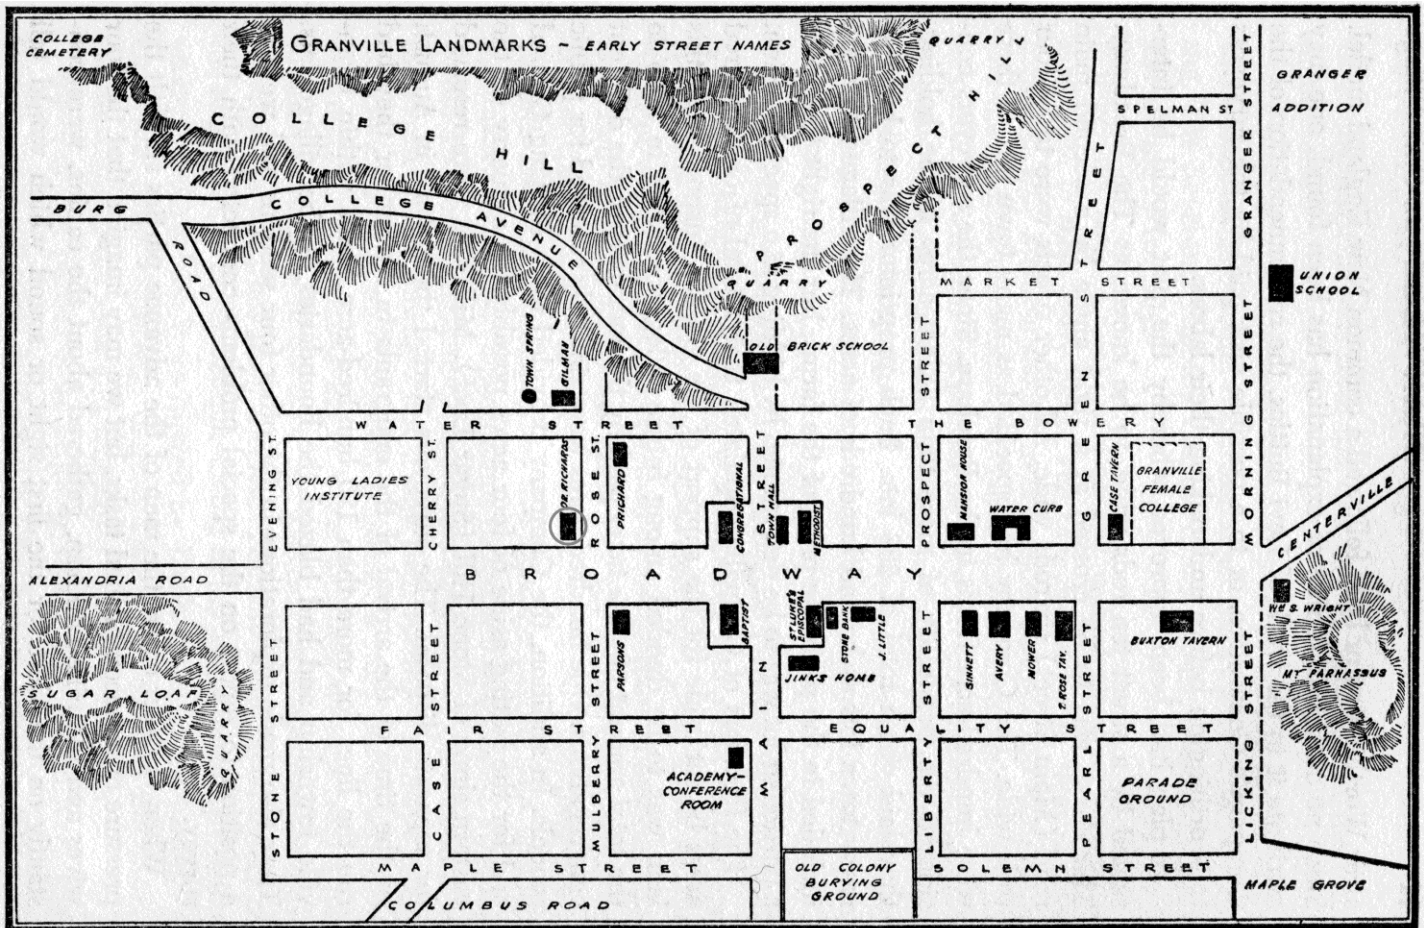 COLLEGE
CEMETERY
GRANVILLE LANDMARKS ~ EARLY STREET NAMES
QUARRY
GRANGER
ADDITION
SPELMAN ST.
GRANGER STREET
COLLEGE HILL
PROSPECT HILL
BURG ROAD
COLLEGE AVENUE
QUARRY
MARKET STREET
UNION
SCHOOL
TOWN SPRING
GILMAN
OLD BRICK SCHOOL
WATER STREET
THE BOWERY
EVENING ST.
YOUNG LADIES
INSTITUTE
CHERRY ST.
DR. RICHARDS
ROSE ST.
PRICHARD
CONGREGATIONAL
STREET
TOWN HALL
METHODIST
PROSPECT STREET
MANSION HOUSE
WATER CURE
GREEN STREET
CASE TAVERN
GRANVILLE
FEMALE
COLLEGE
MORNING STREET
CENTERVILLE
ALEXANDRIA ROAD
BROADWAY
SUGAR LOAF
QUARRY
STONE STREET
CASE STREET
MULBERRY STREET
PARSONS
BAPTIST
MAIN
ST. LUKE'S
EPISCOPAL
STONE BANK
J. LITTLE
JINKS HOME
LIBERTY STREET
SINNETT
AVERY
MOWER
? ROSE TAV.
PEARL STREET
BUXTON TAVERN
WM S. WRIGHT
MT PARNASSUS
LICKING STREET
FAIR STREET
EQUALITY STREET
ACADEMY-
CONFERENCE
ROOM
PARADE
GROUND
MAPLE STREET
OLD COLONY
BURYING
GROUND
SOLEMN STREET
MAPLE GROVE
COLUMBUS ROAD